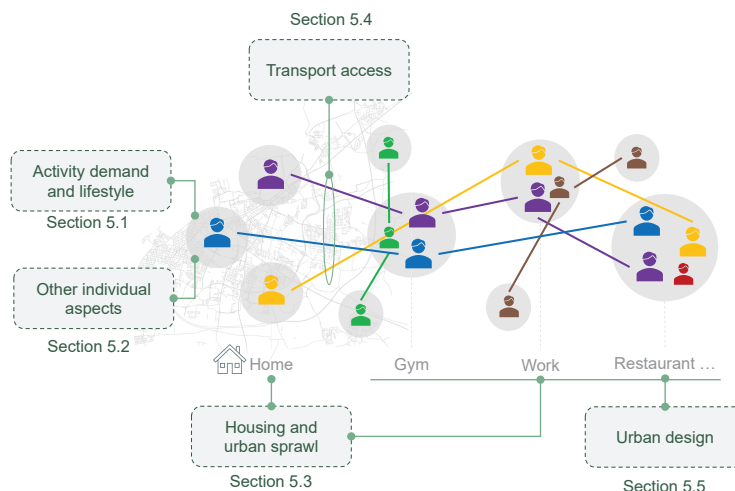 Section 5.4
Transport access
Activity demand
and lifestyle
Section 5.1
Other individual
aspects
Section 5.2
Home
Gym
Work
Restaurant ...
Housing and
urban sprawl
Section 5.3
Urban design
Section 5.5